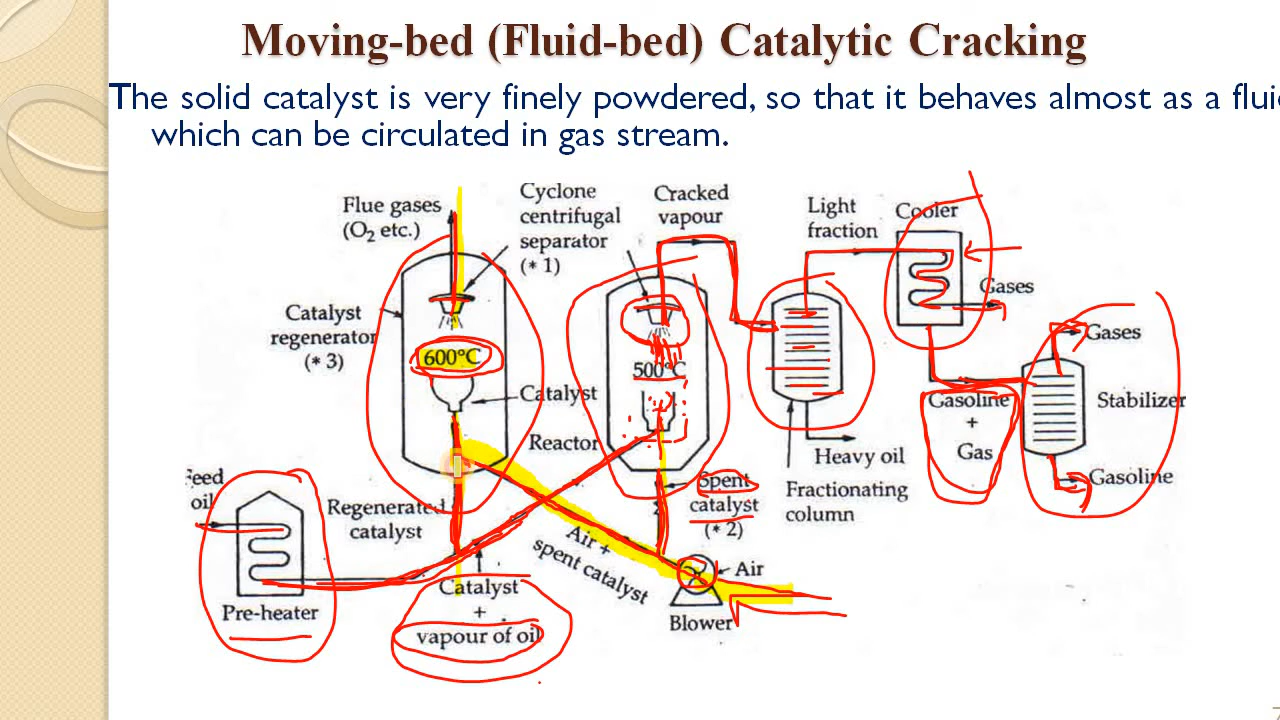 Moving-bed (Fluid-bed) Catalytic Cracking
The solid catalyst is very finely powdered, so that it behaves almost as a
which can be circulated in gas stream.
Flue gases
(O₂ etc.)
Cyclone
centrifugal
separator
(* 1)
Cracked
vapour
Light
fraction
Cooler
Gases
Catalyst
regenerator
(* 3)
600°C
500°C
Gases
Catalyst
Gasoline
+
Gas
Stabilizer
Reactor
Heavy oil
Gasoline
Spent
catalyst
(* 2)
Fractionating
column
oil
Regenerated
catalyst
Air +
spent catalyst
Air
Catalyst
+
vapour of oil
Pre-heater
Blower